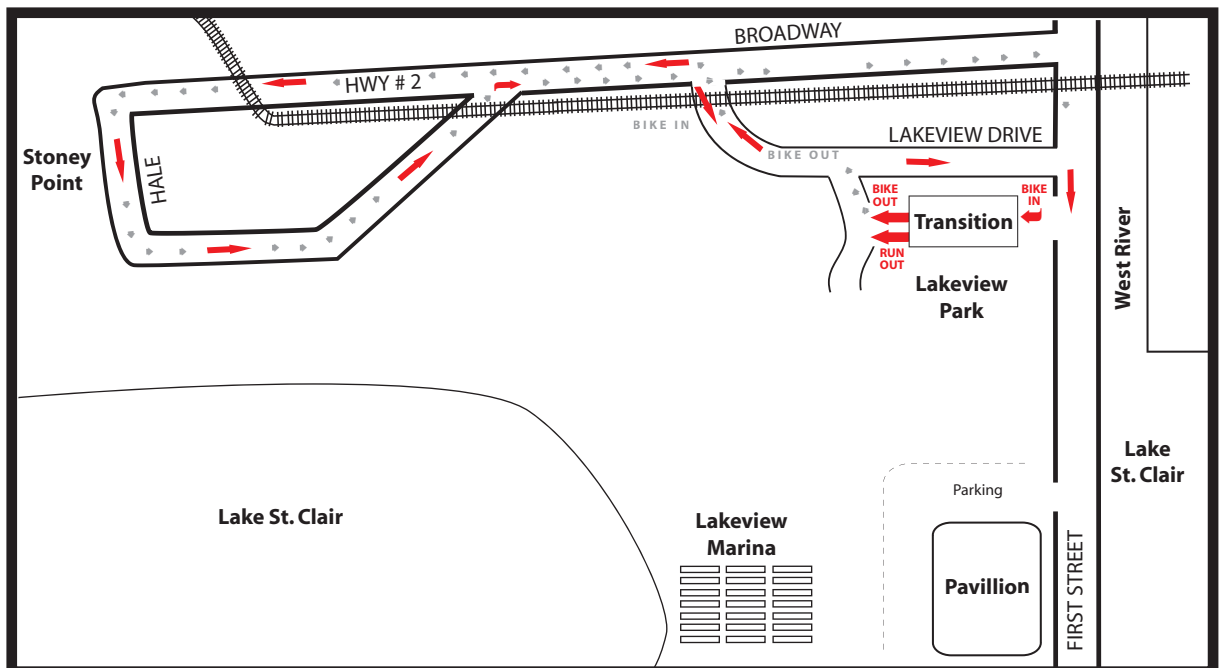 BROADWAY
HWY # 2
BIKE IN
LAKEVIEW DRIVE
Stoney
Point
HALE
BIKE OUT
BIKE
OUT
BIKE
IN
Transition
RUN
OUT
Lakeview
Park
West River
Lake
St. Clair
Parking
Lake St. Clair
Lakeview
Marina
Pavillion
FIRST STREET